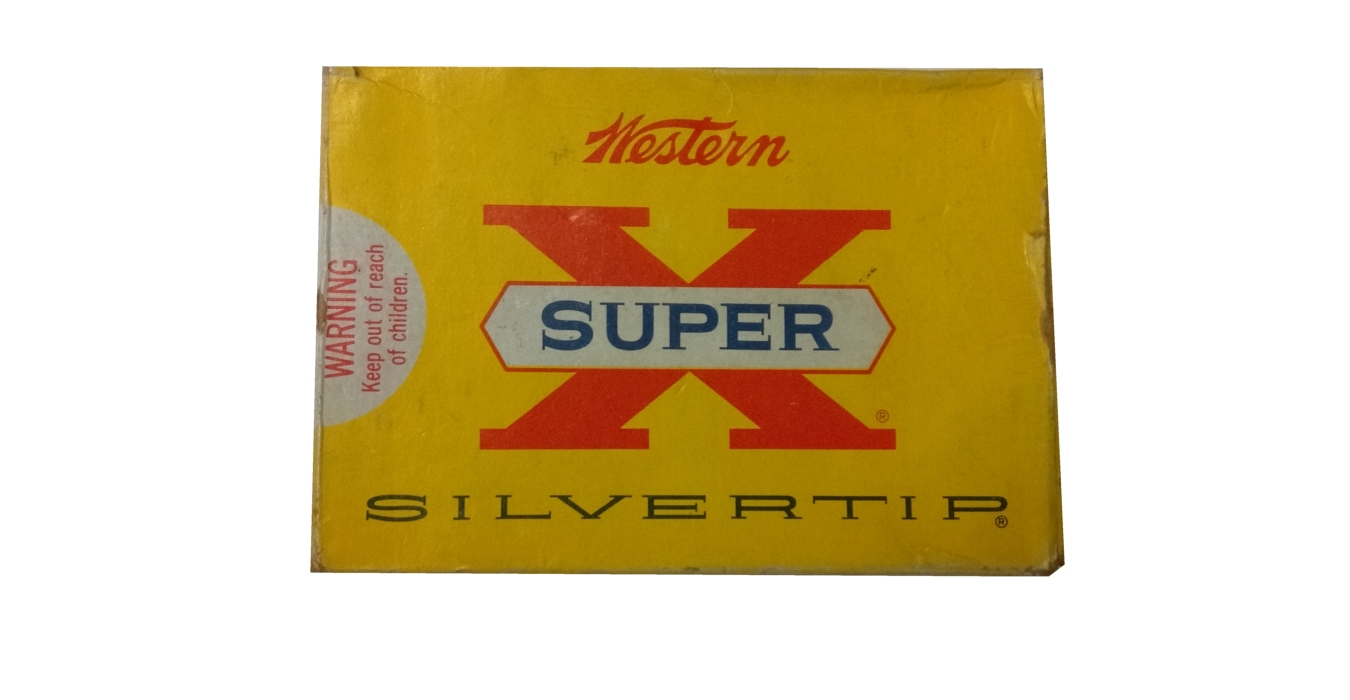 Western
X
SUPER
®
SILVERTIP®
WARNING
Keep out of reach
of children.